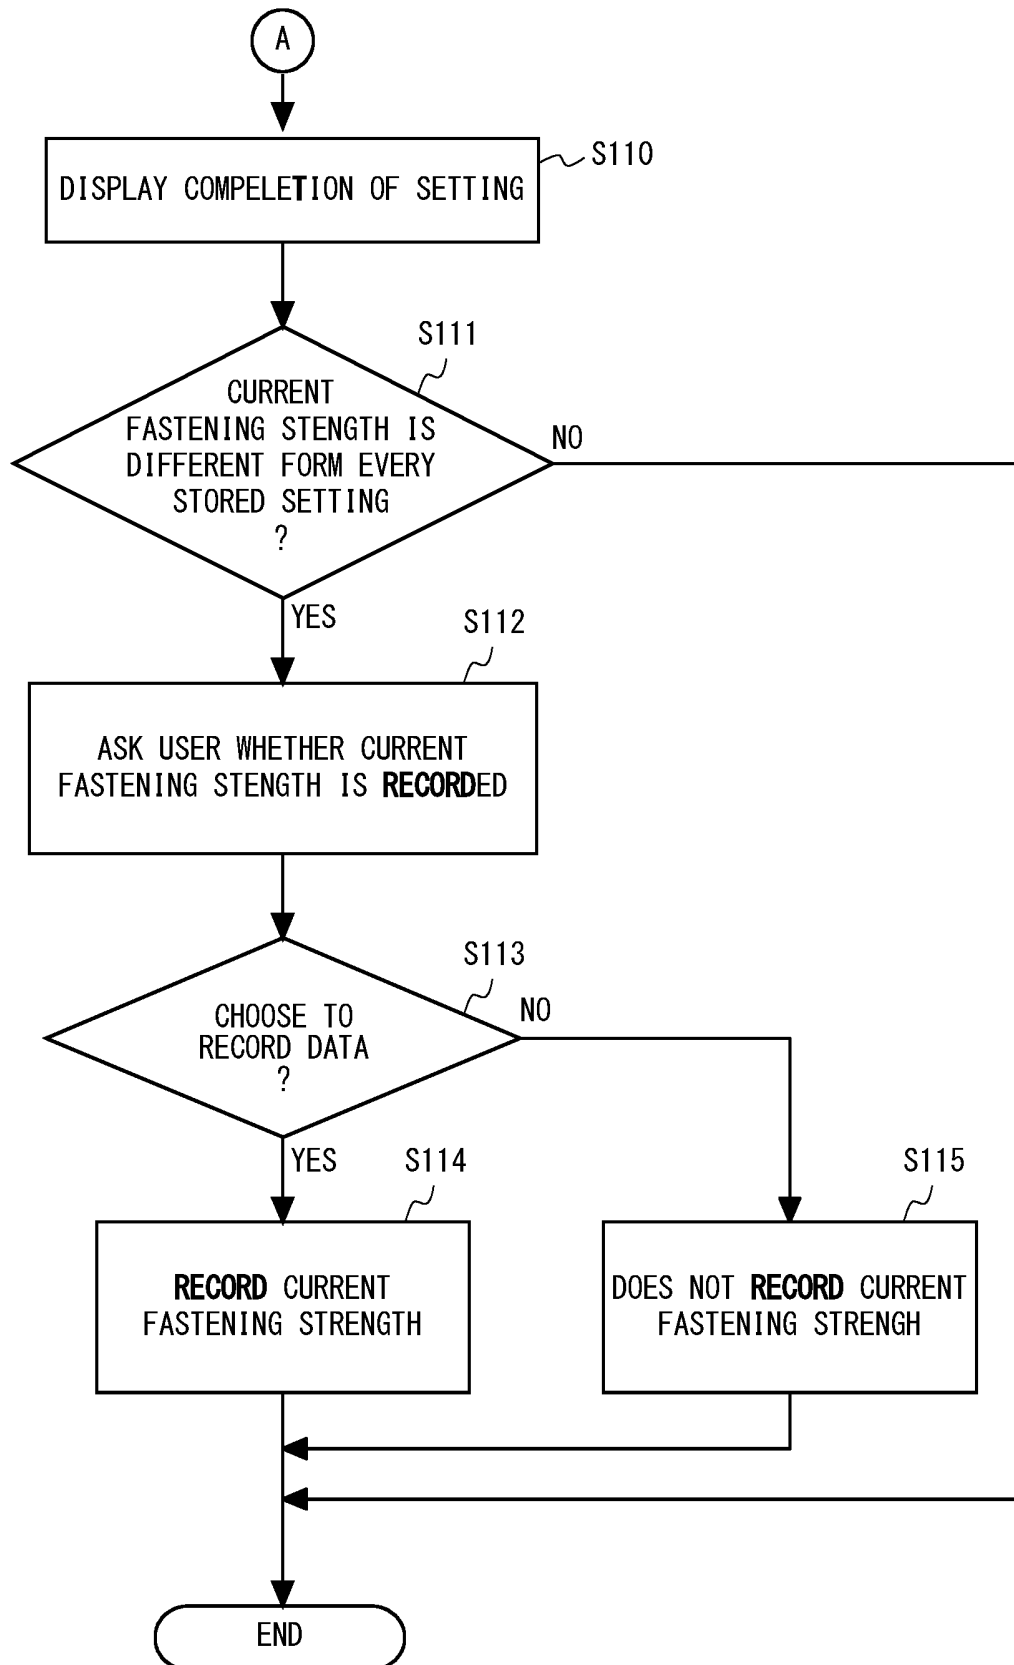 A
S110
DISPLAY COMPELETION OF SETTING
S111
CURRENT
FASTENING STENGTH IS
DIFFERENT FORM EVERY
STORED SETTING
?
NO
YES
S112
ASK USER WHETHER CURRENT
FASTENING STENGTH IS RECORDED
S113
CHOOSE TO
RECORD DATA
?
NO
YES
S114
S115
RECORD CURRENT
FASTENING STRENGTH
DOES NOT RECORD CURRENT
FASTENING STRENGH
END